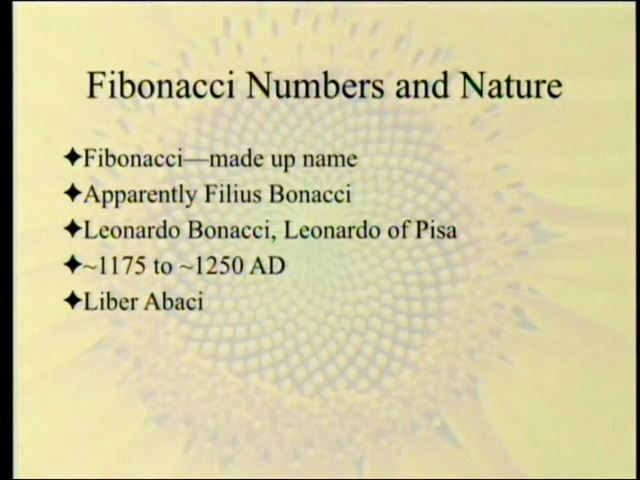 Fibonacci Numbers and Nature
✦Fibonacci—made up name
✦Apparently Filius Bonacci
✦Leonardo Bonacci, Leonardo of Pisa
✦~1175 to ~1250 AD
✦Liber Abaci